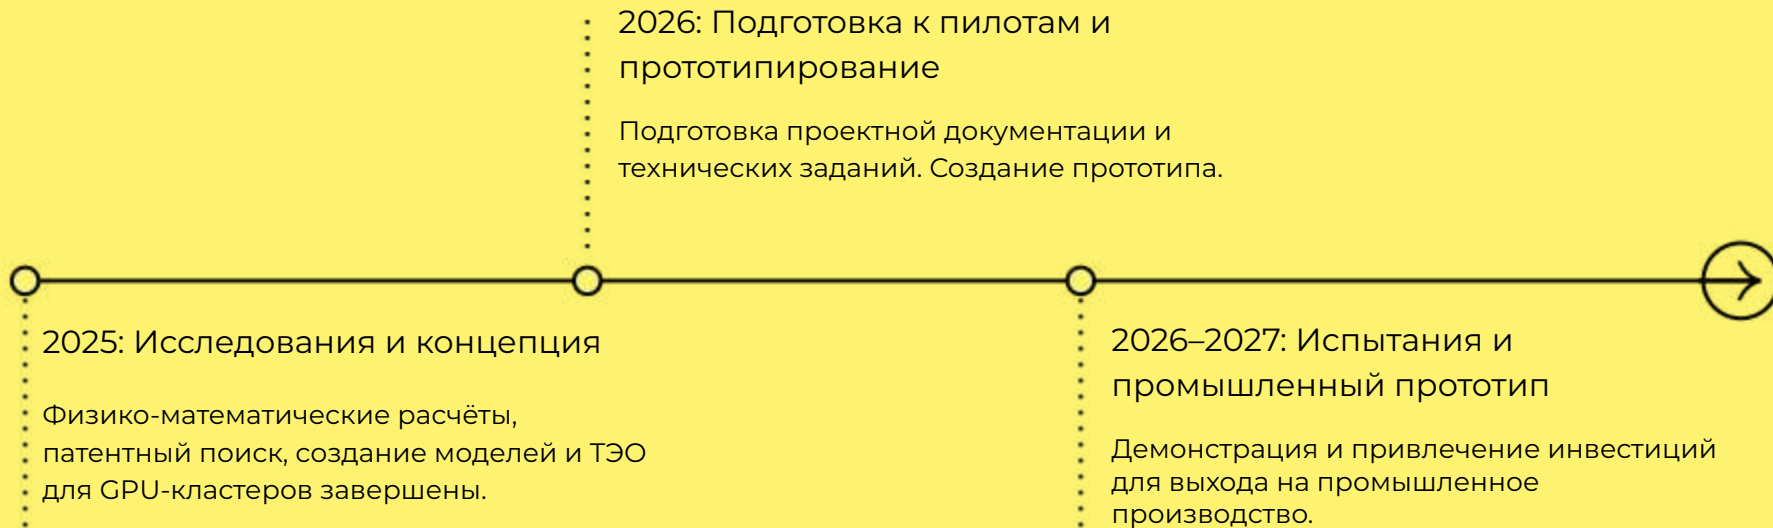 2026: Подготовка к пилотам и
прототипирование
Подготовка проектной документации и
технических заданий. Создание прототипа.
2025: Исследования и концепция
Физико-математические расчёты,
патентный поиск, создание моделей и ТЭО
для GPU-кластеров завершены.
2026–2027: Испытания и
промышленный прототип
Демонстрация и привлечение инвестиций
для выхода на промышленное
производство.